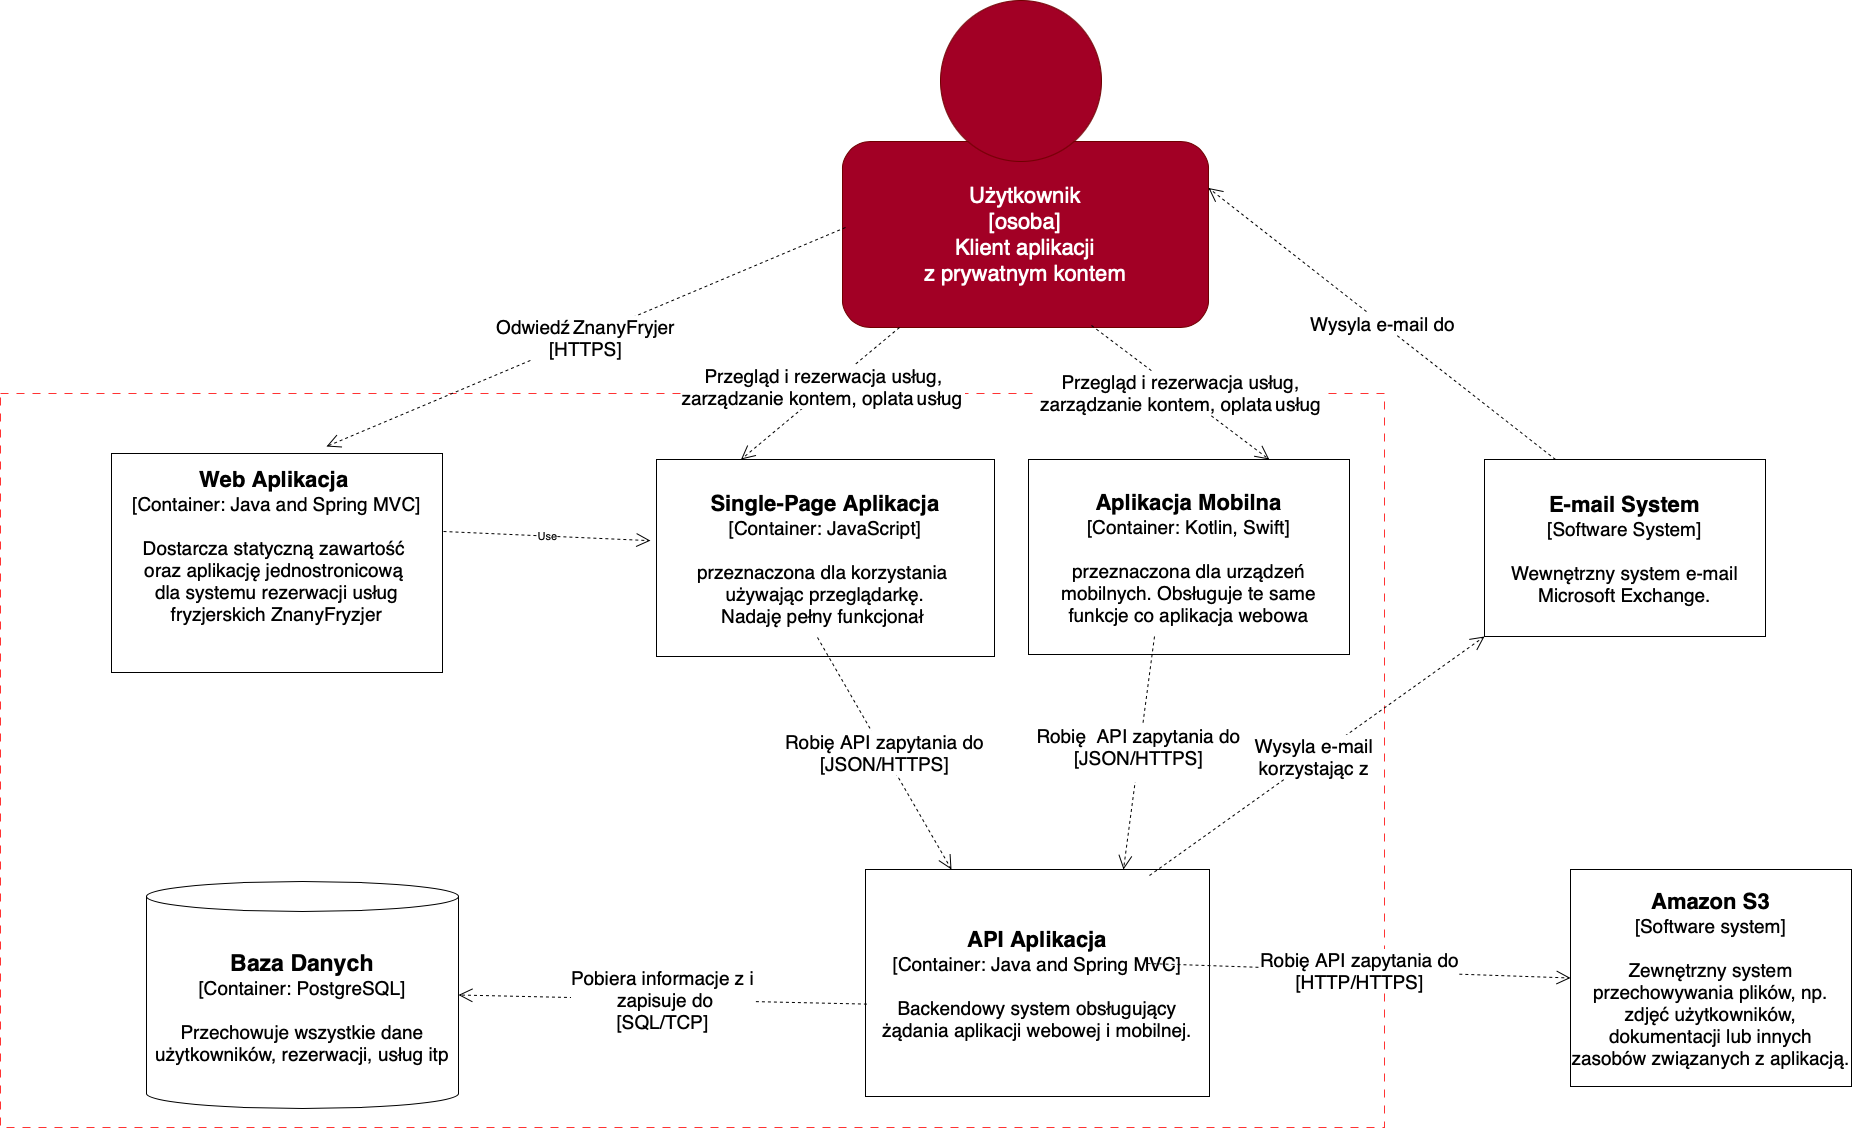 Użytkownik
[osoba]
Klient aplikacji
z prywatnym kontem
Odwiedź ZnanyFryjer
[HTTPS]
Przegląd i rezerwacja usług,
zarządzanie kontem, oplata usług
Przegląd i rezerwacja usług,
zarządzanie kontem, oplata usług
Wysyla e-mail do
Web Aplikacja
[Container: Java and Spring MVC]
Dostarcza statyczną zawartość
oraz aplikację jednostronicową
dla systemu rezerwacji usług
fryzjerskich ZnanyFryzjer
Use
Single-Page Aplikacja
[Container: JavaScript]
przeznaczona dla korzystania
używając przeglądarkę.
Nadaję pełny funkcjonał
Aplikacja Mobilna
[Container: Kotlin, Swift]
przeznaczona dla urządzeń
mobilnych. Obsługuje te same
funkcje co aplikacja webowa
E-mail System
[Software System]
Wewnętrzny system e-mail
Microsoft Exchange.
Robię API zapytania do
[JSON/HTTPS]
Robię API zapytania do
[JSON/HTTPS]
Wysyla e-mail
korzystając z
Baza Danych
[Container: PostgreSQL]
Przechowuje wszystkie dane
użytkowników, rezerwacji, usług itp
Pobiera informacje z i
zapisuje do
[SQL/TCP]
API Aplikacja
[Container: Java and Spring MVC]
Backendowy system obsługujący
żądania aplikacji webowej i mobilnej.
Robię API zapytania do
[HTTP/HTTPS]
Amazon S3
[Software system]
Zewnętrzny system
przechowywania plików, np.
zdjęć użytkowników,
dokumentacji lub innych
zasobów związanych z aplikacją.